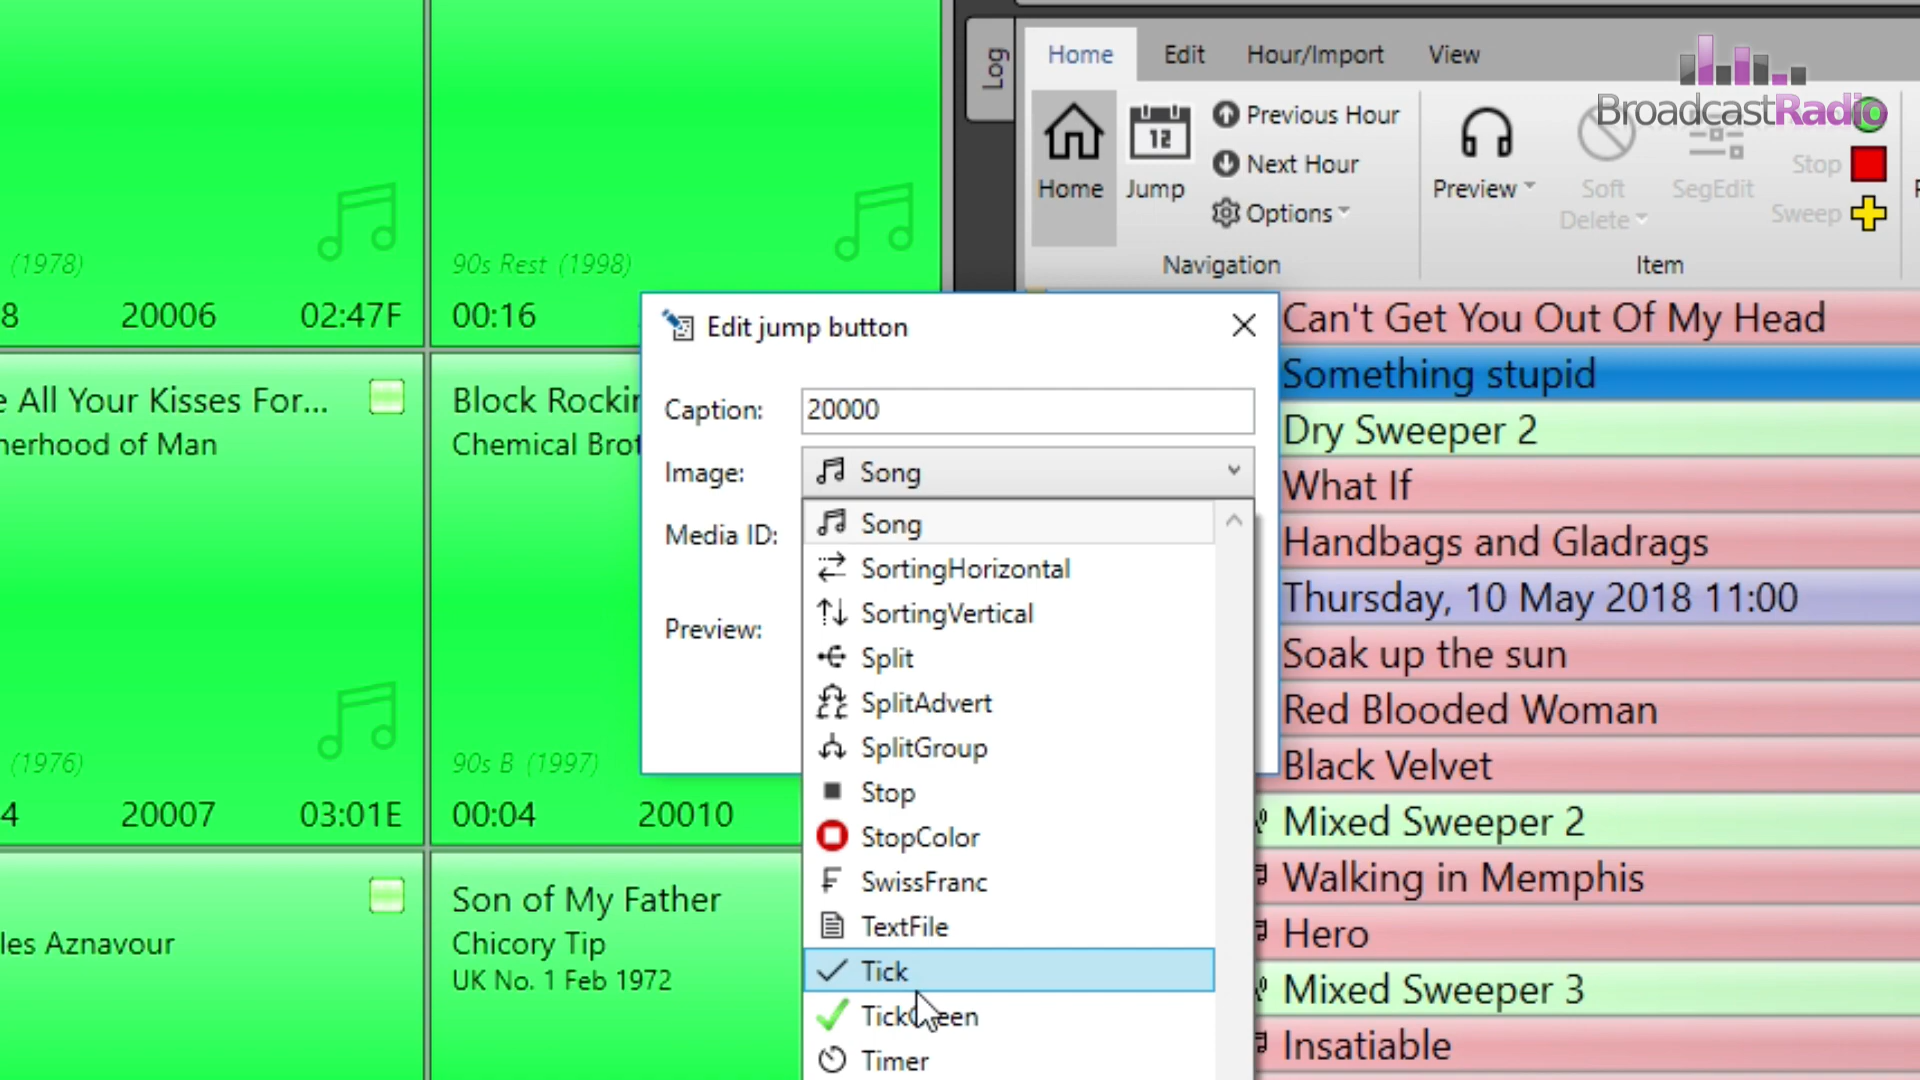 (1978)
8 20006 02:47F
90s Rest (1998)
00:16
e All Your Kisses For...
nerhood of Man
(1976)
4 20007 03:01E
Block Rockin
Chemical Brot
90s B (1997)
00:04 20010
les Aznavour
Son of My Father
Chicory Tip
UK No. 1 Feb 1972
Log
Home Edit Hour/Import View
BroadcastRadio
Home
12
Jump
Previous Hour
Next Hour
Options
Navigation
Preview
Soft
Delete
SegEdit
Stop
Sweep
Item
Edit jump button
Caption: 20000
Image: Song
Media ID:
Preview:
Song
SortingHorizontal
SortingVertical
Split
SplitAdvert
SplitGroup
Stop
StopColor
SwissFranc
TextFile
Tick
TickGreen
Timer
Can't Get You Out Of My Head
Something stupid
Dry Sweeper 2
What If
Handbags and Gladrags
Thursday, 10 May 2018 11:00
Soak up the sun
Red Blooded Woman
Black Velvet
Mixed Sweeper 2
Walking in Memphis
Hero
Mixed Sweeper 3
Insatiable